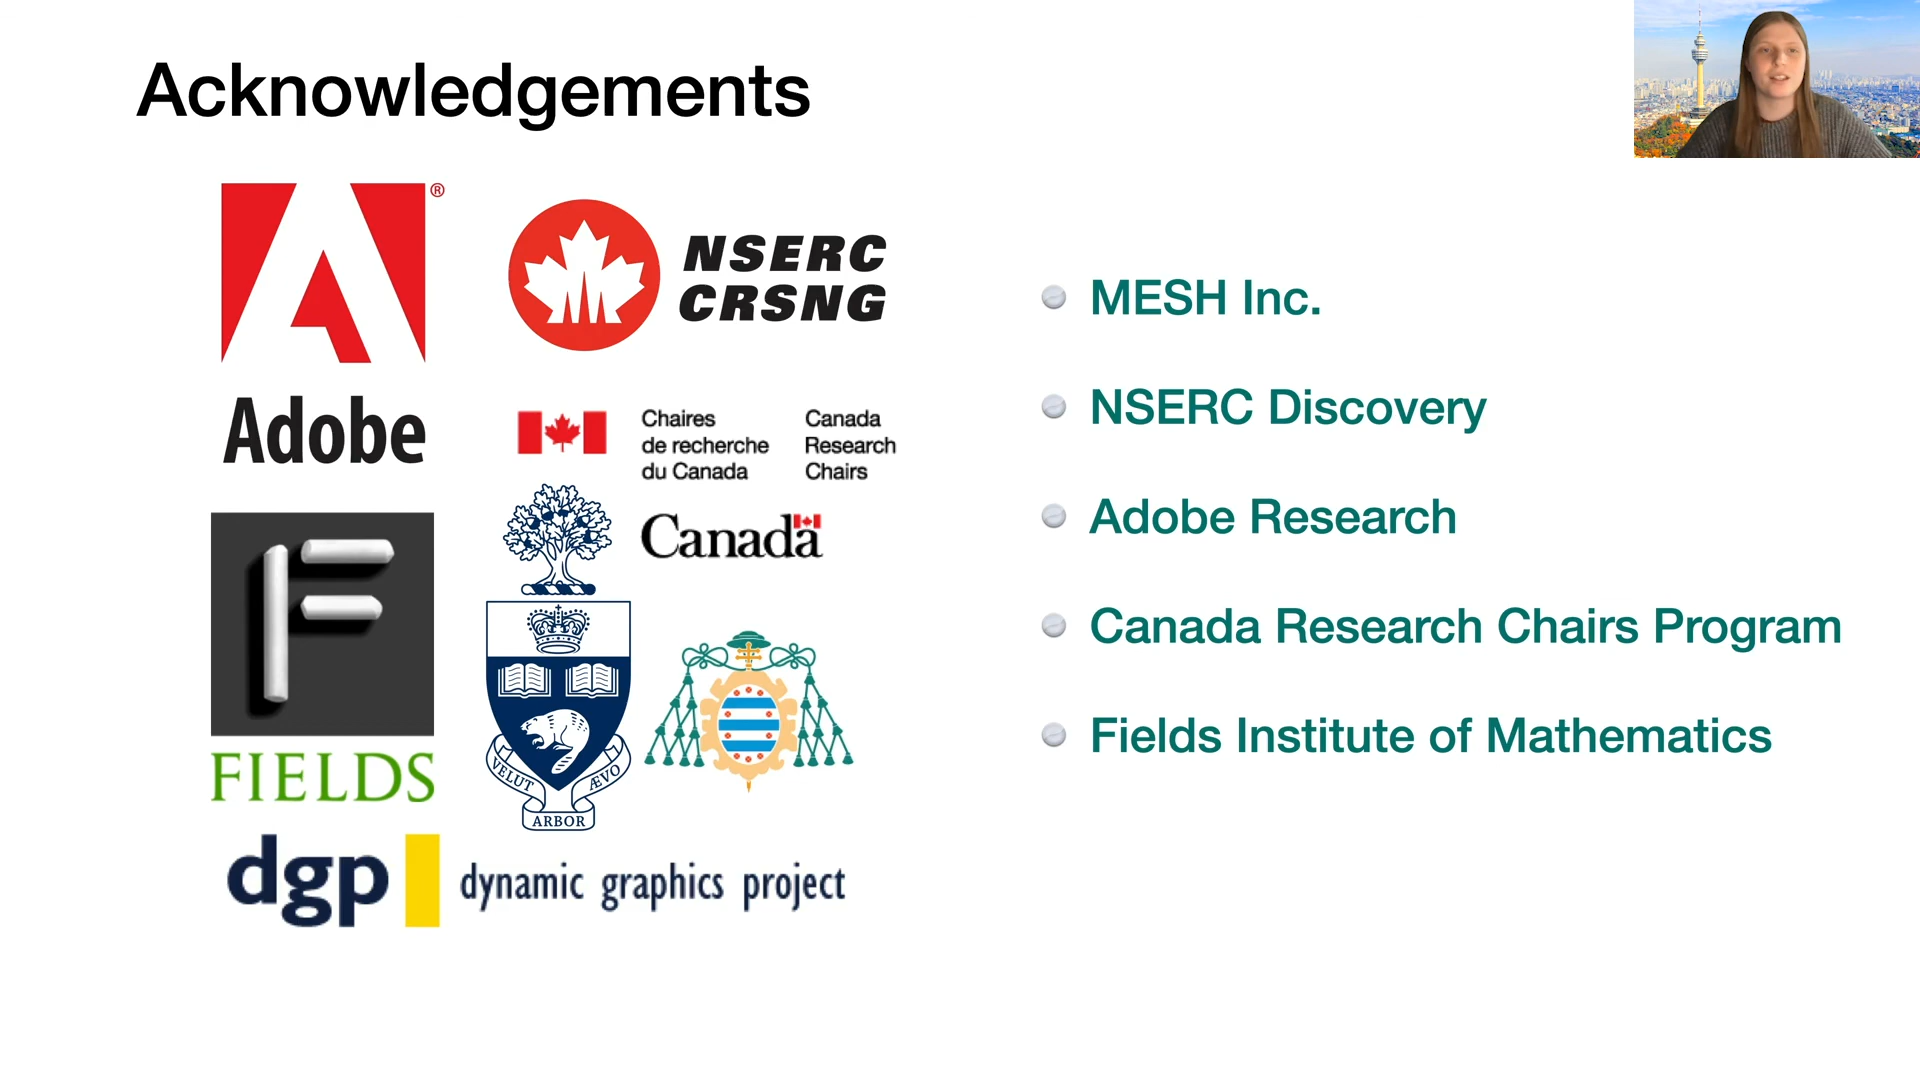 Acknowledgements
®
Adobe
NSERC
CRSNG
Chaires
de recherche
du Canada
Canada
Research
Chairs
Canada
FIELDS
VELUT
ÆVO
ARBOR
dgp
dynamic graphics project
MESH Inc.
NSERC Discovery
Adobe Research
Canada Research Chairs Program
Fields Institute of Mathematics